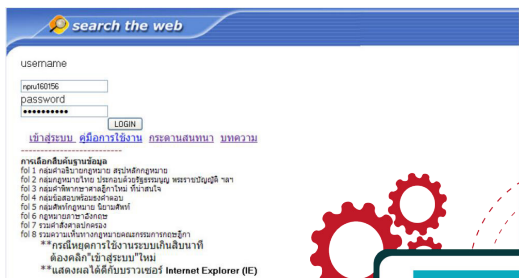 search the web
username
npru160156
password
••••••••••
LOGIN
เข้าสู่ระบบ คู่มือการใช้งาน กระดานสนทนา บทความ
--------------------------
การเลือกสืบค้นฐานข้อมูล
fol 1 กลุ่มคำอธิบายกฎหมาย สรุปหลักกฎหมาย
fol 2 กลุ่มกฎหมายไทย ประกอบด้วยรัฐธรรมนูญ พระราชบัญญัติ ฯลฯ
fol 3 กลุ่มคำพิพากษาศาลฎีกาใหม่ ที่น่าสนใจ
fol 4 กลุ่มข้อสอบพร้อมธงคำตอบ
fol 5 กลุ่มศัพท์กฎหมาย นิยามศัพท์
fol 6 กฎหมายภาษาอังกฤษ
fol 7 รวมคำสั่งศาลปกครอง
fol 8 รวมความเห็นทางกฎหมายคณะกรรมการกฤษฎีกา
**กรณีหยุดการใช้งานระบบเกินสิบนาที
ต้องคลิก"เข้าสู่ระบบ"ใหม่
**แสดงผลได้ดีกับบราวเซอร์ Internet Explorer (IE)